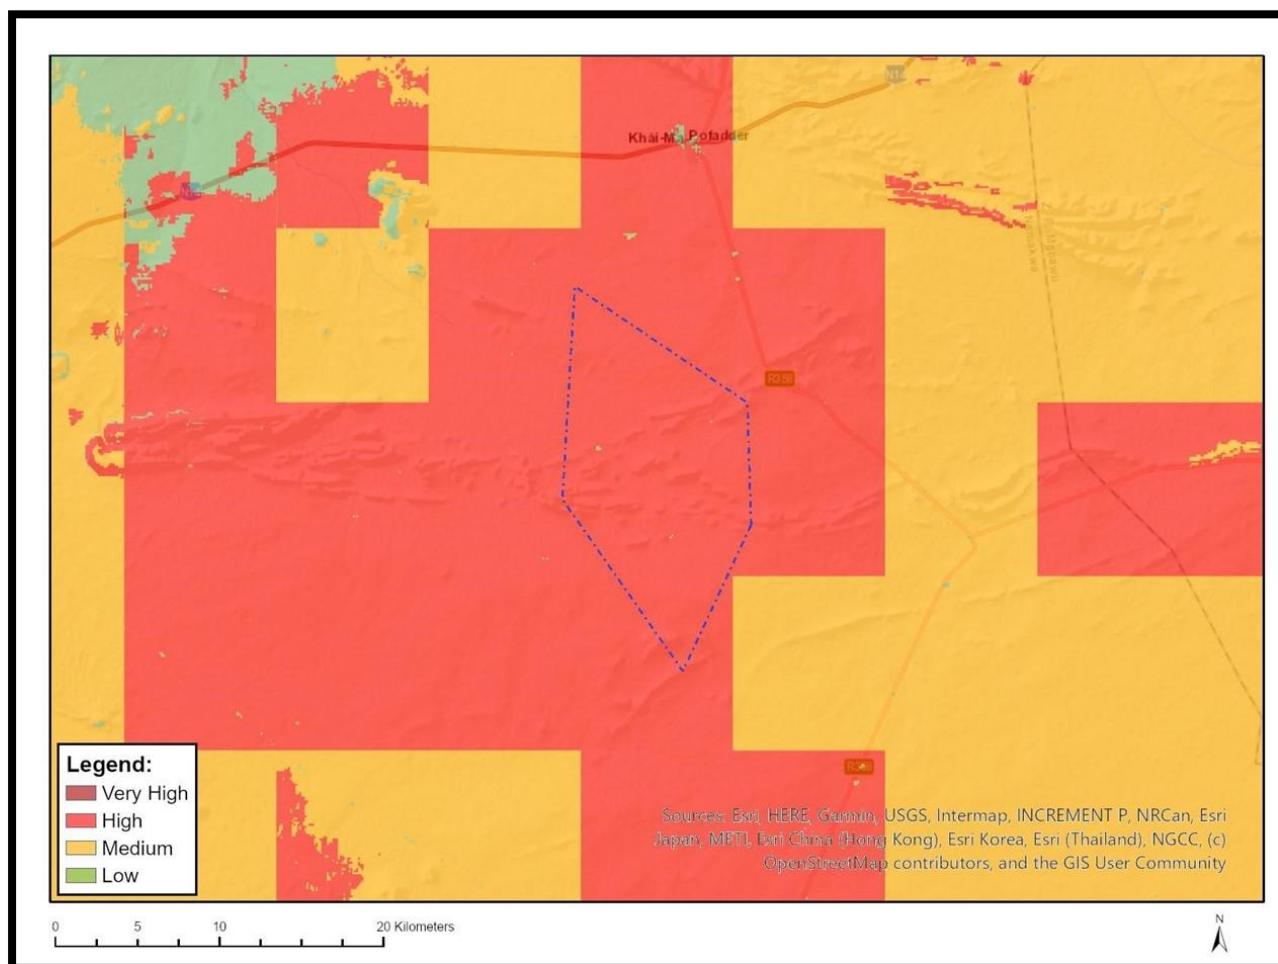 N14
Khâi-Ma Pofadder
N14
R358
R358
Legend:
Very High
High
Medium
Low
Sources: Esri, HERE, Garmin, USGS, Intermap, INCREMENT P, NRCan, Esri
Japan, METI, Esri China (Hong Kong), Esri Korea, Esri (Thailand), NGCC, (c)
OpenStreetMap contributors, and the GIS User Community
0 5 10 20 Kilometers
N